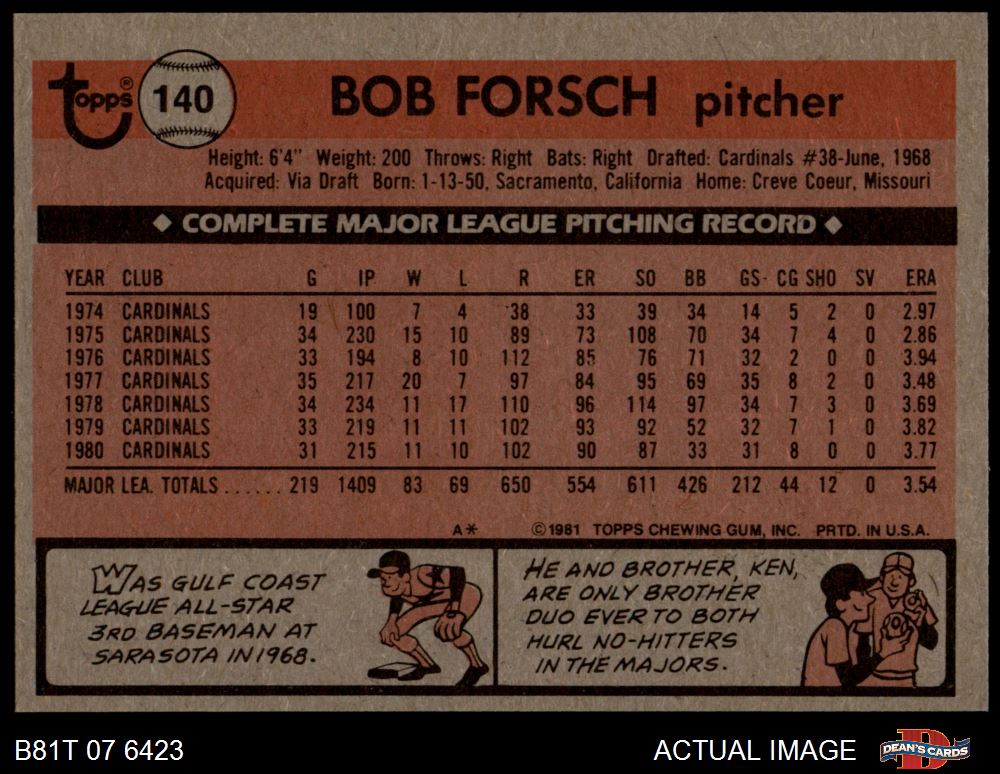 Topps® 140 BOB FORSCH pitcher
Height: 6'4" Weight: 200 Throws: Right Bats: Right Drafted: Cardinals #38-June, 1968
Acquired: Via Draft Born: 1-13-50, Sacramento, California Home: Creve Coeur, Missouri
◆ COMPLETE MAJOR LEAGUE PITCHING RECORD ◆
YEAR CLUB G IP W L R ER SO BB GS CG SHO SV ERA
1974 CARDINALS 19 100 7 4 38 33 39 34 14 5 2 0 2.97
1975 CARDINALS 34 230 15 10 89 73 108 70 34 7 4 0 2.86
1976 CARDINALS 33 194 8 10 112 85 76 71 32 2 0 0 3.94
1977 CARDINALS 35 217 20 7 97 84 95 69 35 8 2 0 3.48
1978 CARDINALS 34 234 11 17 110 96 114 97 34 7 3 0 3.69
1979 CARDINALS 33 219 11 11 102 93 92 52 32 7 1 0 3.82
1980 CARDINALS 31 215 11 10 102 90 87 33 31 8 0 0 3.77
MAJOR LEA. TOTALS...... 219 1409 83 69 650 554 611 426 212 44 12 0 3.54
A* ©1981 TOPPS CHEWING GUM, INC. PRTD. IN U.S.A.
WAS GULF COAST
LEAGUE ALL-STAR
3RD BASEMAN AT
SARASOTA IN 1968.
HE AND BROTHER, KEN,
ARE ONLY BROTHER
DUO EVER TO BOTH
HURL NO-HITTERS
IN THE MAJORS.
B81T 07 6423 ACTUAL IMAGE DEAN'S CARDS